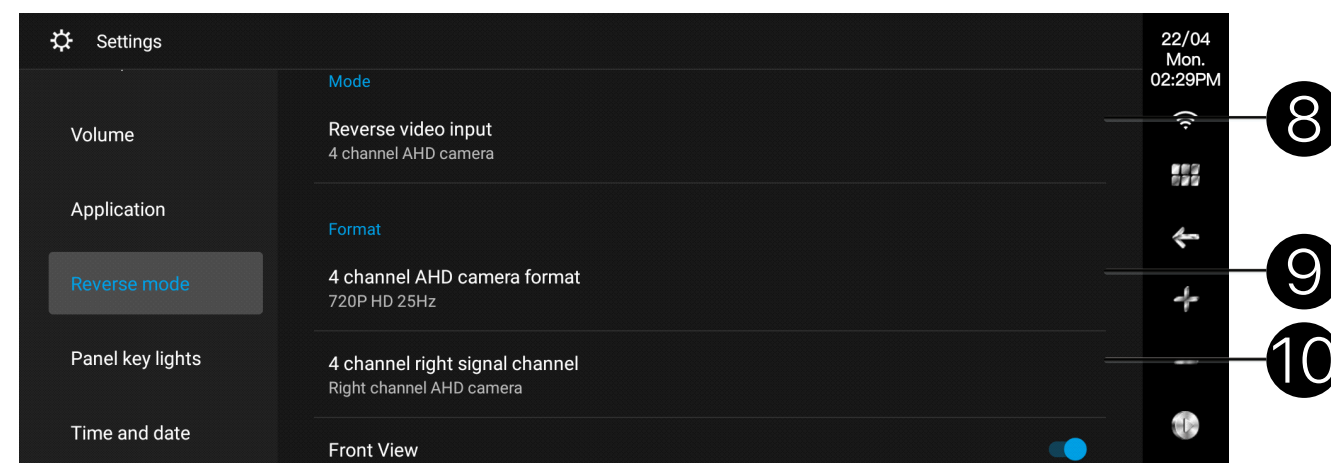 Settings
22/04
Mon.
02:29PM
Volume
Application
Reverse mode
Panel key lights
Time and date
Mode
Reverse video input
4 channel AHD camera
Format
4 channel AHD camera format
720P HD 25Hz
4 channel right signal channel
Right channel AHD camera
Front View
8
9
10